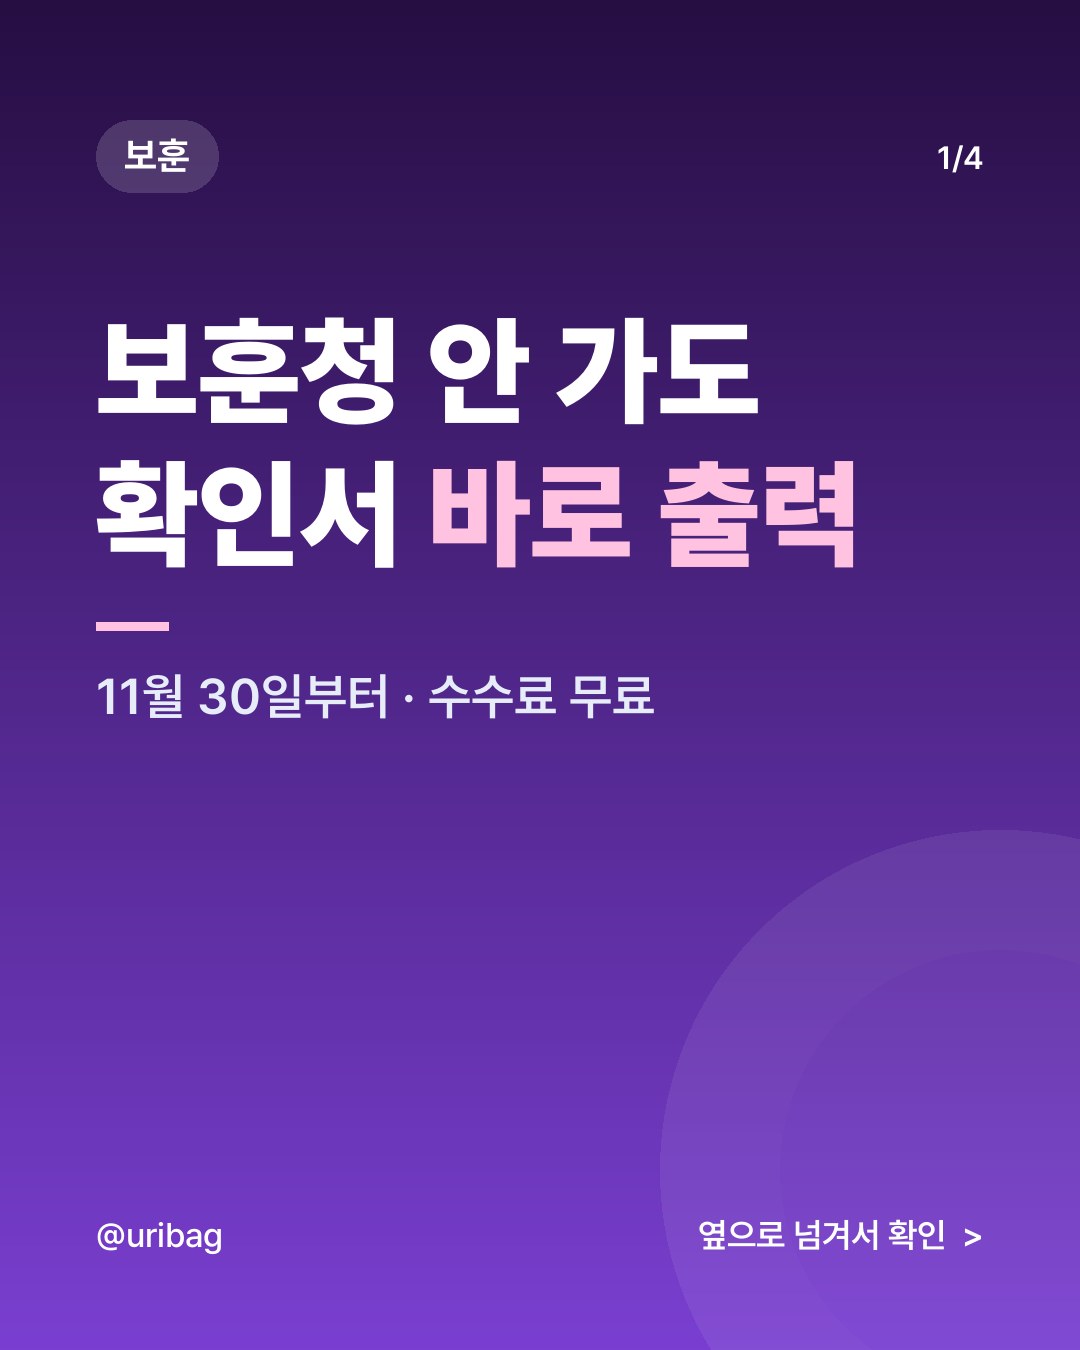 보훈
1/4
보훈청 안 가도
확인서 바로 출력
11월 30일부터 · 수수료 무료
@uribag
옆으로 넘겨서 확인 >